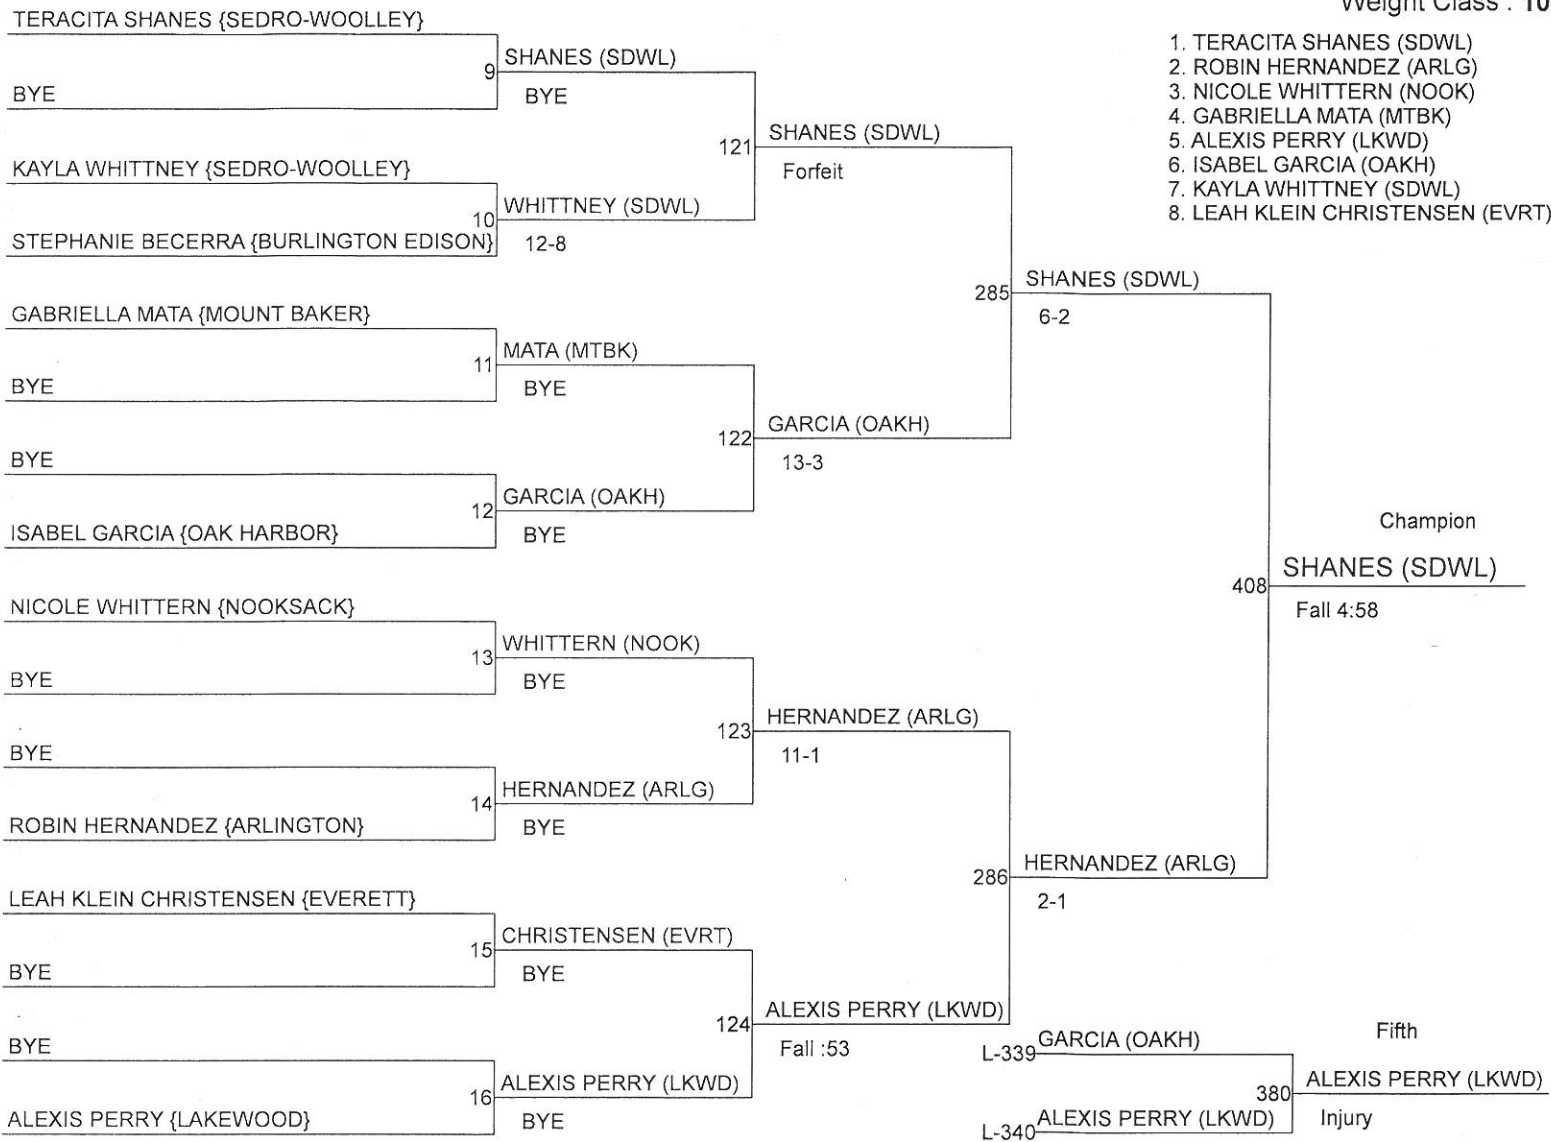 Weight Class : 10
1. TERACITA SHANES (SDWL)
2. ROBIN HERNANDEZ (ARLG)
3. NICOLE WHITTERN (NOOK)
4. GABRIELLA MATA (MTBK)
5. ALEXIS PERRY (LKWD)
6. ISABEL GARCIA (OAKH)
7. KAYLA WHITTNEY (SDWL)
8. LEAH KLEIN CHRISTENSEN (EVRT)
TERACITA SHANES {SEDRO-WOOLLEY}
BYE
KAYLA WHITTNEY {SEDRO-WOOLLEY}
STEPHANIE BECERRA {BURLINGTON EDISON}
GABRIELLA MATA {MOUNT BAKER}
BYE
BYE
ISABEL GARCIA {OAK HARBOR}
NICOLE WHITTERN {NOOKSACK}
BYE
BYE
ROBIN HERNANDEZ {ARLINGTON}
LEAH KLEIN CHRISTENSEN {EVERETT}
BYE
BYE
ALEXIS PERRY {LAKEWOOD}
9 SHANES (SDWL)
BYE
10 WHITTNEY (SDWL)
12-8
11 MATA (MTBK)
BYE
12 GARCIA (OAKH)
BYE
13 WHITTERN (NOOK)
BYE
14 HERNANDEZ (ARLG)
BYE
15 CHRISTENSEN (EVRT)
BYE
16 ALEXIS PERRY (LKWD)
BYE
121 SHANES (SDWL)
Forfeit
122 GARCIA (OAKH)
13-3
123 HERNANDEZ (ARLG)
11-1
124 ALEXIS PERRY (LKWD)
Fall :53
285 SHANES (SDWL)
6-2
286 HERNANDEZ (ARLG)
2-1
Champion
408 SHANES (SDWL)
Fall 4:58
L-339 GARCIA (OAKH)
L-340 ALEXIS PERRY (LKWD)
Fifth
380 ALEXIS PERRY (LKWD)
Injury